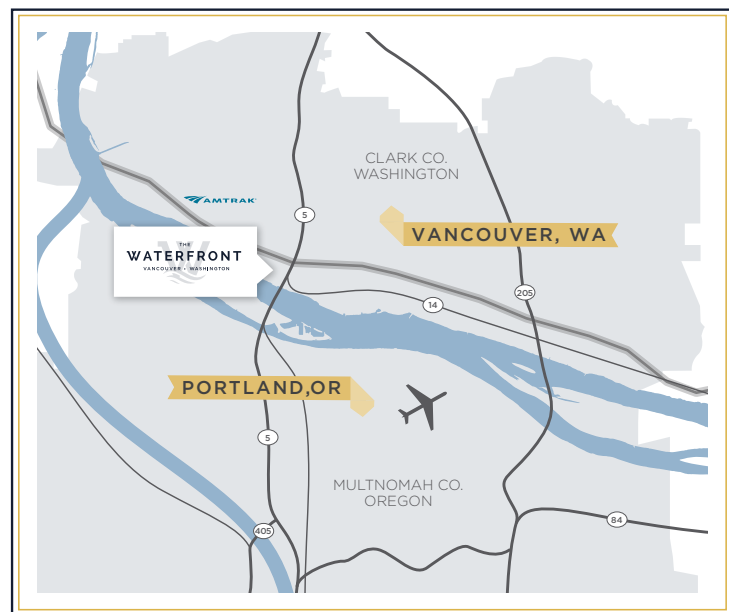 CLARK CO.
WASHINGTON
AMTRAK
5
THE
WATERFRONT
VANCOUVER • WASHINGTON
VANCOUVER, WA
205
14
PORTLAND,OR
5
MULTNOMAH CO.
OREGON
84
405